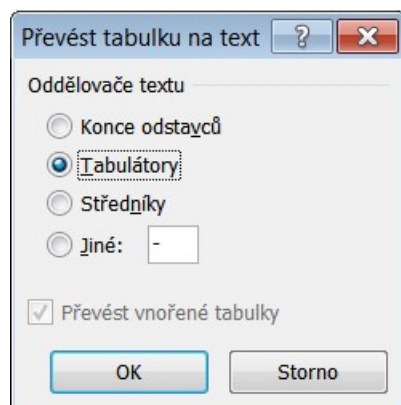 Převést tabulku na text ?
Oddělovače textu
Konce odstavců
Tabulátory
Středníky
Jiné: -
Převést vnořené tabulky
OK Storno